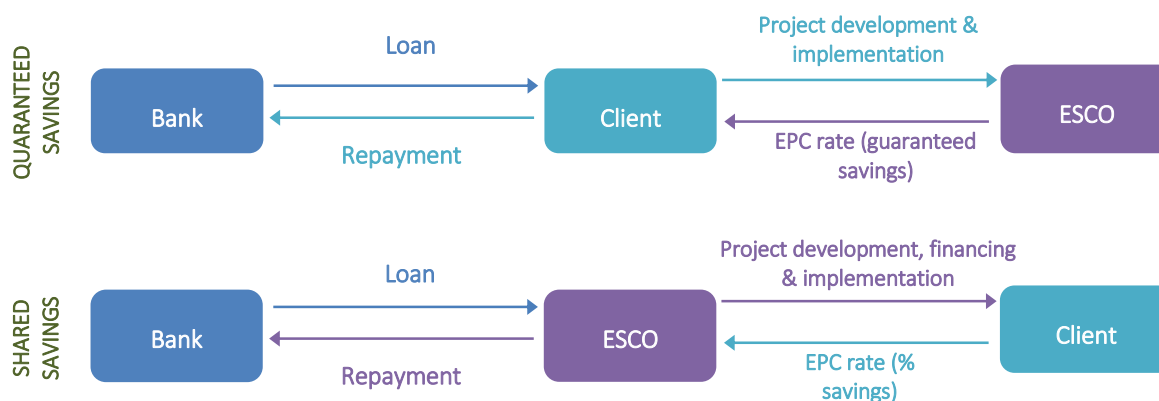 QUARANTEED
SAVINGS
Bank
Loan
Repayment
Client
Project development &
implementation
EPC rate (guaranteed
savings)
ESCO
SHARED
SAVINGS
Bank
Loan
Repayment
ESCO
Project development, financing
& implementation
EPC rate (%
savings)
Client